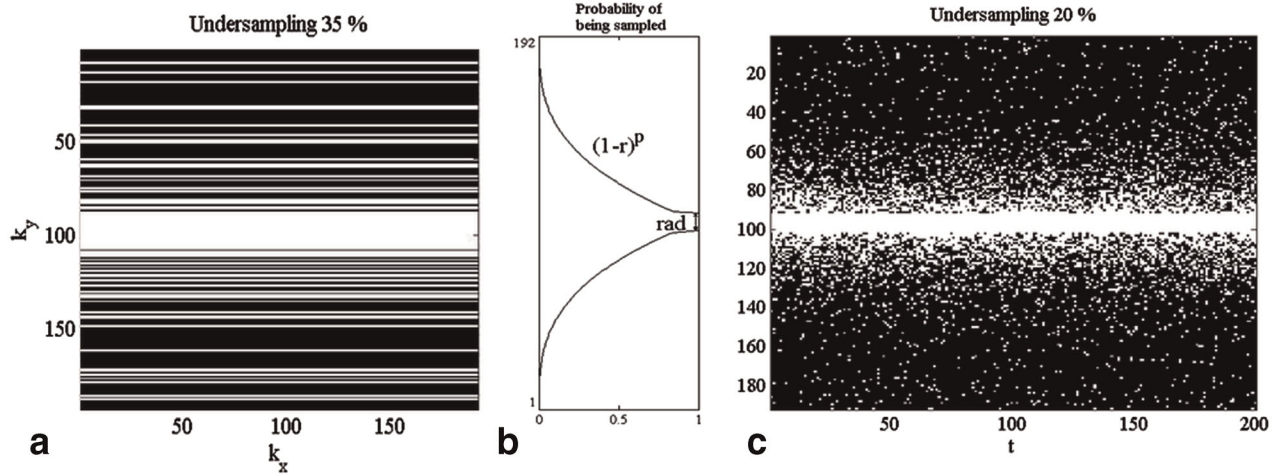 Undersampling 35 %
50
100
150
k_y
50
100
150
k_x
a
Probability of
being sampled
192
(1-r)^p
rad
1
0
0.5
1
b
Undersampling 20 %
20
40
60
80
100
120
140
160
180
50
100
150
200
t
c